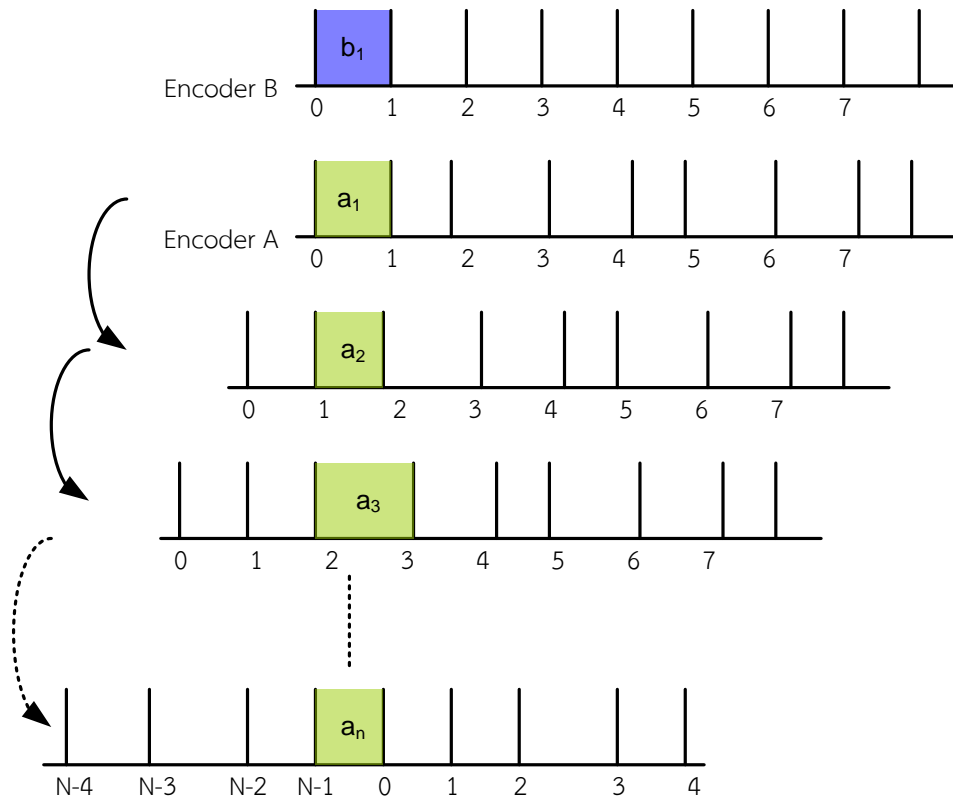 b₁
Encoder B
0 1 2 3 4 5 6 7
a₁
Encoder A
0 1 2 3 4 5 6 7
a₂
0 1 2 3 4 5 6 7
a₃
0 1 2 3 4 5 6 7
aₙ
N-4 N-3 N-2 N-1 0 1 2 3 4